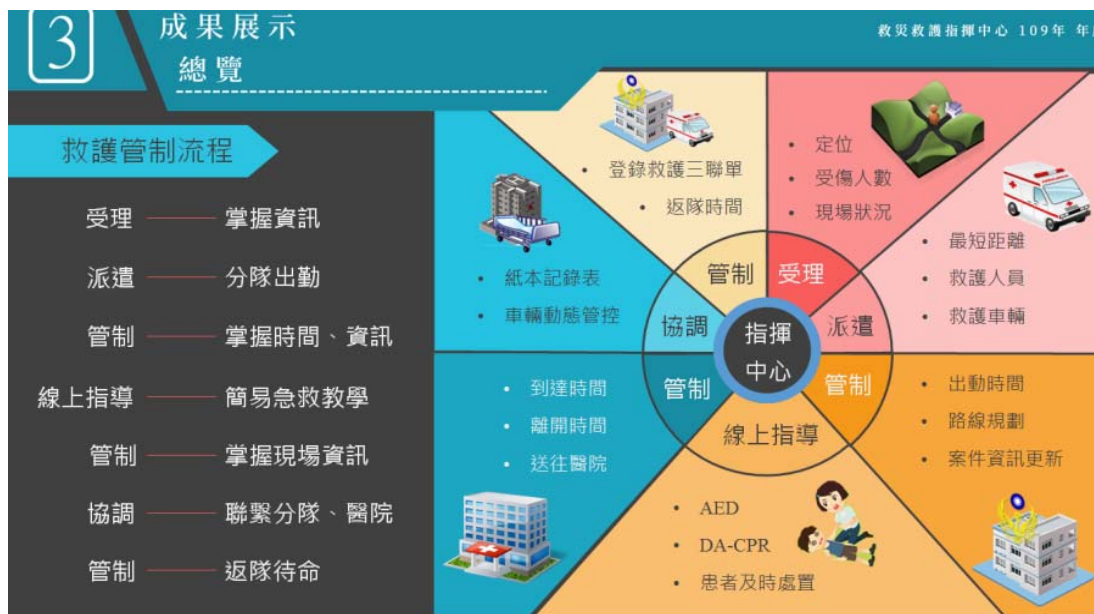 3
成果展示
總覽
救災救護指揮中心 109年 年
救護管制流程
受理 掌握資訊
派遣 分隊出勤
管制 掌握時間、資訊
線上指導 簡易急救教學
管制 掌握現場資訊
協調 聯繫分隊、醫院
管制 返隊待命
指揮
中心
受理
• 定位
• 受傷人數
• 現場狀況
派遣
• 最短距離
• 救護人員
• 救護車輛
管制
• 出動時間
• 路線規劃
• 案件資訊更新
線上指導
• AED
• DA-CPR
• 患者及時處置
管制
• 到達時間
• 離開時間
• 送往醫院
協調
• 紙本記錄表
• 車輛動態管控
管制
• 登錄救護三聯單
• 返隊時間